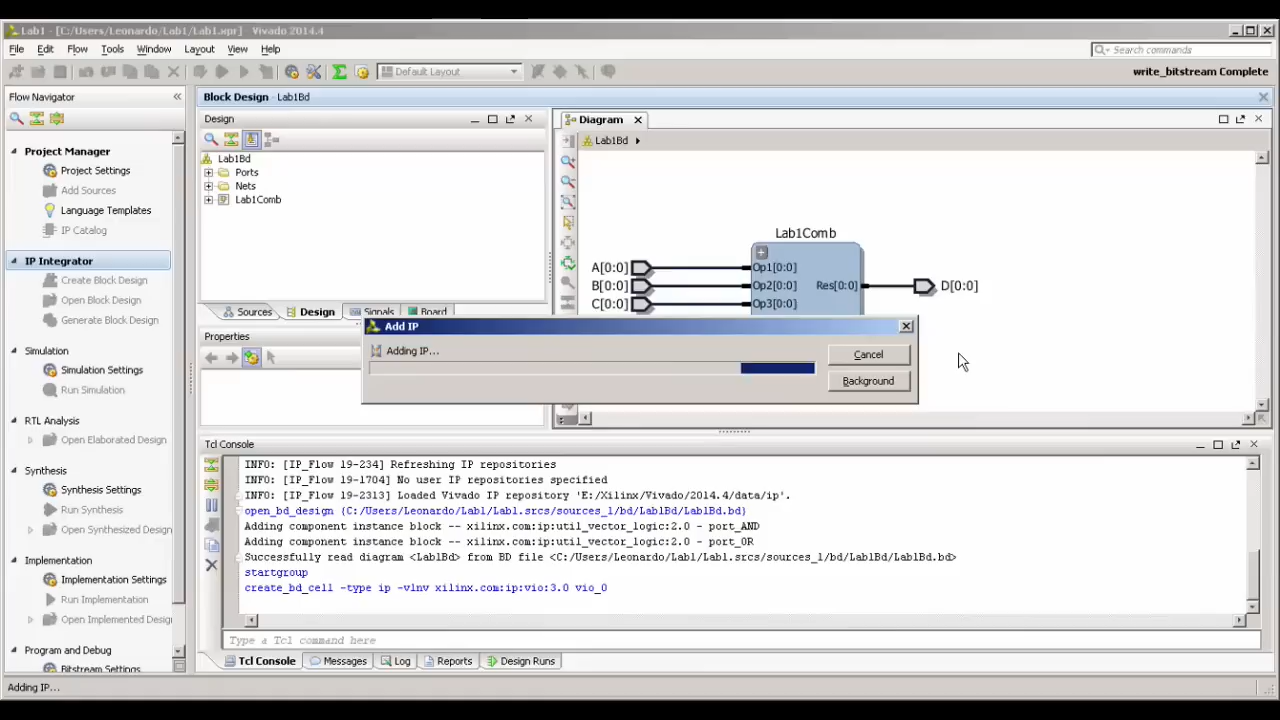 Lab1 - [C:/Users/Leonardo/Lab1/Lab1.xpr] - Vivado 2014.4
File Edit Flow Tools Window Layout View Help
Search commands
Default Layout
write_bitstream Complete
Flow Navigator
Project Manager
Project Settings
Add Sources
Language Templates
IP Catalog
IP Integrator
Create Block Design
Open Block Design
Generate Block Design
Simulation
Simulation Settings
Run Simulation
RTL Analysis
Open Elaborated Design
Synthesis
Synthesis Settings
Run Synthesis
Open Synthesized Design
Implementation
Implementation Settings
Run Implementation
Open Implemented Design
Program and Debug
Bitstream Settings
Block Design - Lab1Bd
Design
Lab1Bd
Ports
Nets
Lab1Comb
Sources Design Signals Board
Properties
Diagram
Lab1Bd
Lab1Comb
A[0:0] Op1[0:0]
B[0:0] Op2[0:0] Res[0:0] D[0:0]
C[0:0] Op3[0:0]
Add IP
Adding IP...
Cancel
Background
Tcl Console
INFO: [IP_Flow 19-234] Refreshing IP repositories
INFO: [IP_Flow 19-1704] No user IP repositories specified
INFO: [IP_Flow 19-2313] Loaded Vivado IP repository 'E:/Xilinx/Vivado/2014.4/data/ip'.
open_bd_design {C:/Users/Leonardo/Lab1/Lab1.srcs/sources_1/bd/Lab1Bd/Lab1Bd.bd}
Adding component instance block -- xilinx.com:ip:util_vector_logic:2.0 - port_AND
Adding component instance block -- xilinx.com:ip:util_vector_logic:2.0 - port_OR
Successfully read diagram <Lab1Bd> from BD file <C:/Users/Leonardo/Lab1/Lab1.srcs/sources_1/bd/Lab1Bd/Lab1Bd.bd>
startgroup
create_bd_cell -type ip -vlnv xilinx.com:ip:vio:3.0 vio_0
Type a Tcl command here
Tcl Console Messages Log Reports Design Runs
Adding IP...